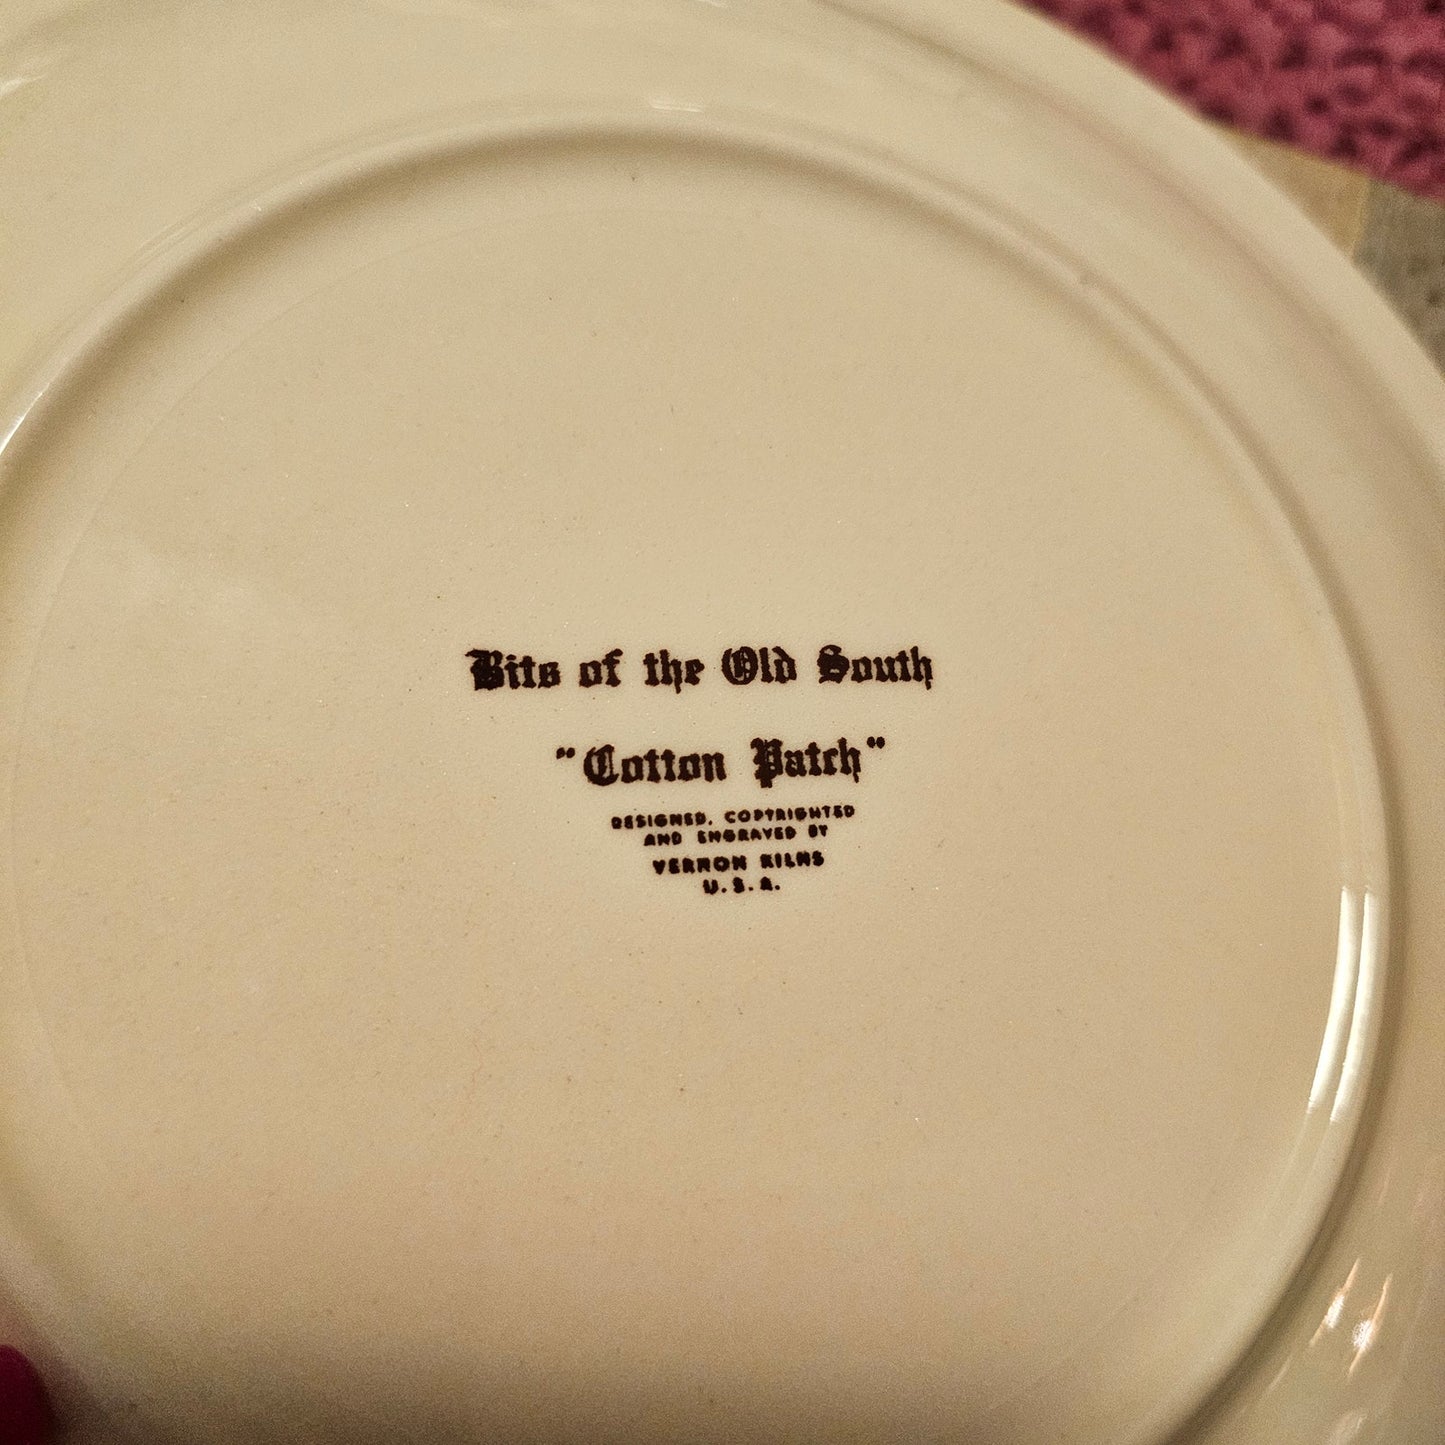 Bits of the Old South
"Cotton Patch"
DESIGNED, COPYRIGHTED
AND ENGRAVED BY
VERNON KILNS
U.S.A.